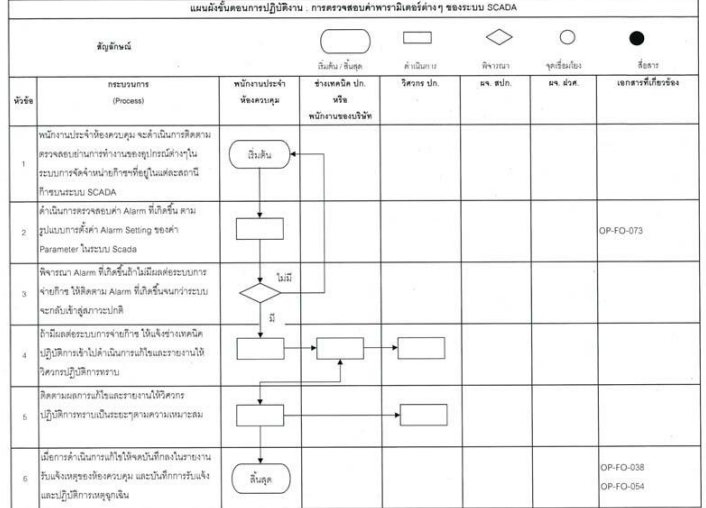 แผนผังขั้นตอนการปฏิบัติงาน : การตรวจสอบค่าพารามิเตอร์ต่างๆ ของระบบ SCADA
สัญลักษณ์
เริ่มต้น / สิ้นสุด
ดำเนินการ
พิจารณา
จุดเชื่อมโยง
สื่อสาร
หัวข้อ
กระบวนการ
(Process)
พนักงานประจำ
ห้องควบคุม
ช่างเทคนิค ปก.
หรือ
พนักงานของบริษัท
วิศวกร ปก.
ผจ. สปก.
ผจ. ฝวศ.
เอกสารที่เกี่ยวข้อง
1
พนักงานประจำห้องควบคุม จะดำเนินการติดตาม
ตรวจสอบย่านการทำงานของอุปกรณ์ต่างๆใน
ระบบการจัดจำหน่ายก๊าซฯที่อยู่ในแต่ละสถานี
ก๊าซบนระบบ SCADA
เริ่มต้น
2
ดำเนินการตรวจสอบค่า Alarm ที่เกิดขึ้น ตาม
รูปแบบการตั้งค่า Alarm Setting ของค่า
Parameter ในระบบ Scada
OP-FO-073
3
พิจารณา Alarm ที่เกิดขึ้นถ้าไม่มีผลต่อระบบการ
จ่ายก๊าซ ให้ติดตาม Alarm ที่เกิดขึ้นจนกว่าระบบ
จะกลับเข้าสู่สภาวะปกติ
ไม่มี
มี
4
ถ้ามีผลต่อระบบการจ่ายก๊าซ ให้แจ้งช่างเทคนิค
ปฏิบัติการเข้าไปดำเนินการแก้ไขและรายงานให้
วิศวกรปฏิบัติการทราบ
5
ติดตามผลการแก้ไขและรายงานให้วิศวกร
ปฏิบัติการทราบเป็นระยะๆตามความเหมาะสม
6
เมื่อการดำเนินการแก้ไขให้จดบันทึกลงในรายงาน
รับแจ้งเหตุของห้องควบคุม และบันทึกการรับแจ้ง
และปฏิบัติการเหตุฉุกเฉิน
สิ้นสุด
OP-FO-038
OP-FO-054